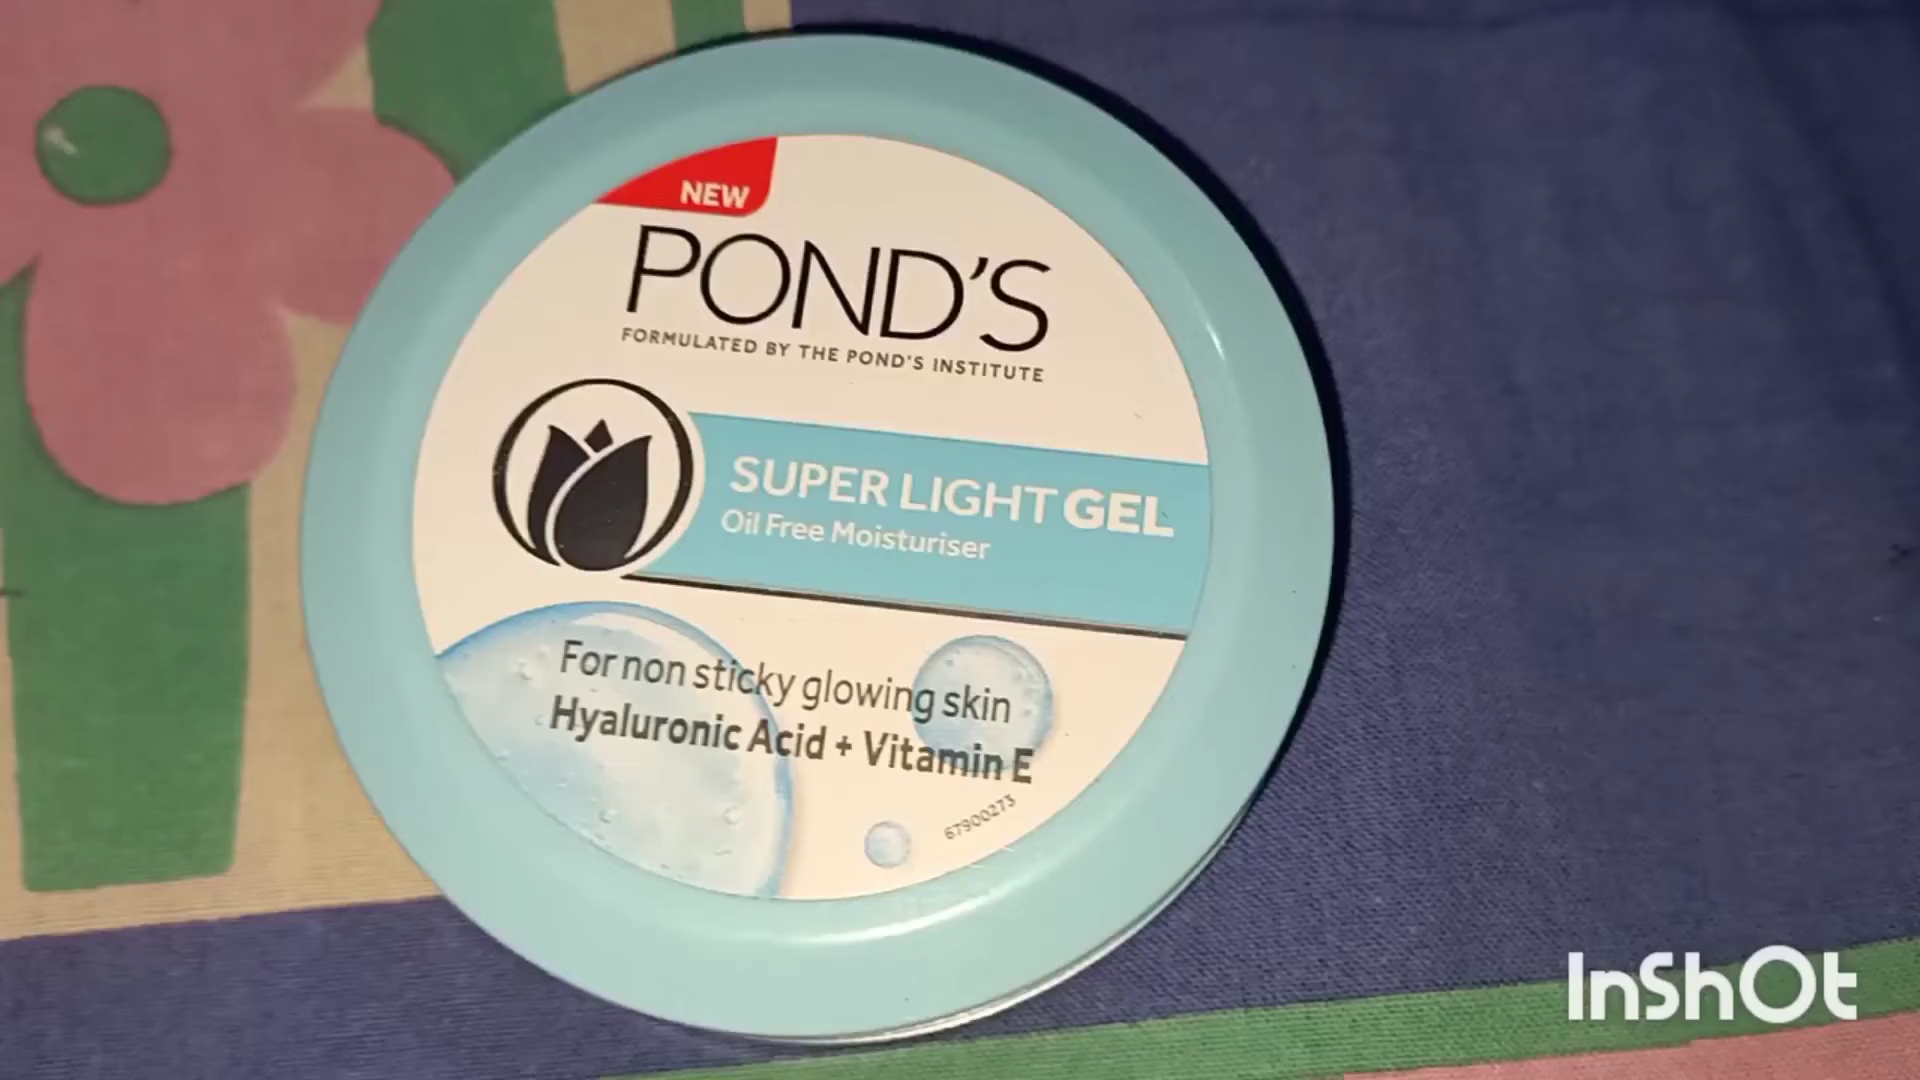 NEW
POND'S
FORMULATED BY THE POND'S INSTITUTE
SUPER LIGHT GEL
Oil Free Moisturiser
For non sticky glowing skin
Hyaluronic Acid + Vitamin E
67900273
InShOt